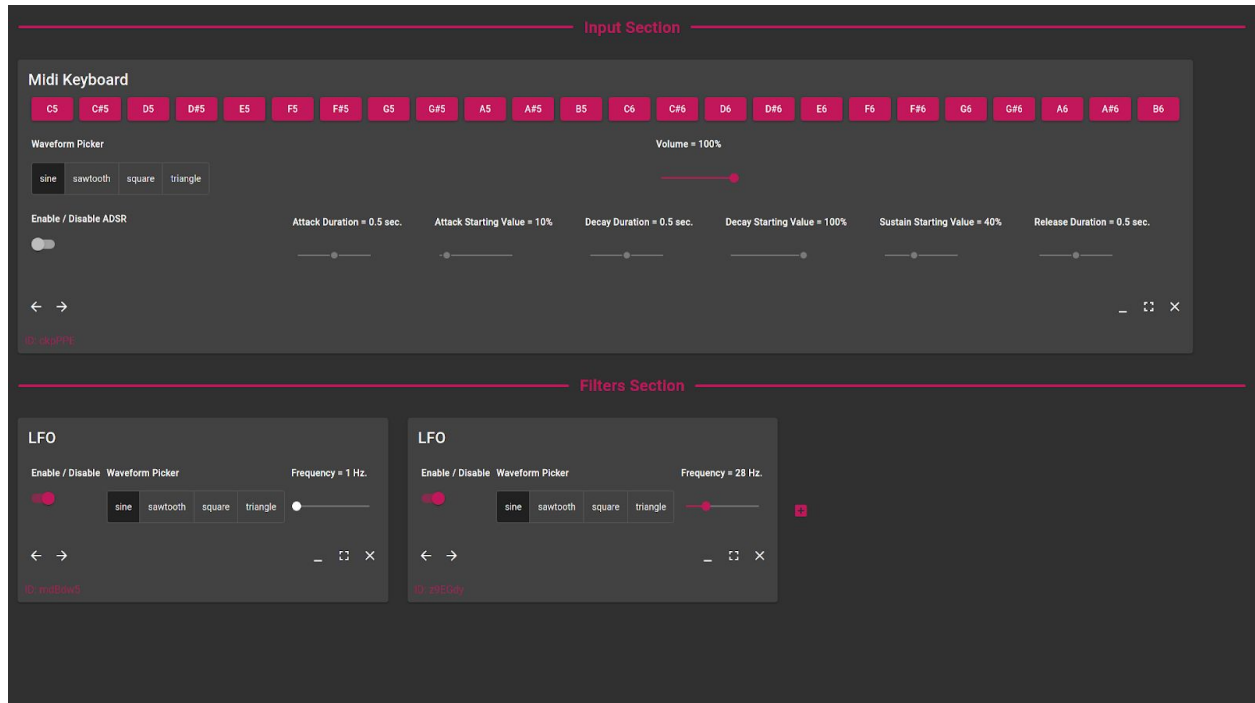 Input Section
Midi Keyboard
C5 C#5 D5 D#5 E5 F5 F#5 G5 G#5 A5 A#5 B5 C6 C#6 D6 D#6 E6 F6 F#6 G6 G#6 A6 A#6 B6
Waveform Picker Volume = 100%
sine sawtooth square triangle
Enable / Disable ADSR Attack Duration = 0.5 sec. Attack Starting Value = 10% Decay Duration = 0.5 sec. Decay Starting Value = 100% Sustain Starting Value = 40% Release Duration = 0.5 sec.
ID:
Filters Section
LFO
Enable / Disable Waveform Picker Frequency = 1 Hz.
sine sawtooth square triangle
ID:
LFO
Enable / Disable Waveform Picker Frequency = 28 Hz.
sine sawtooth square triangle
ID: